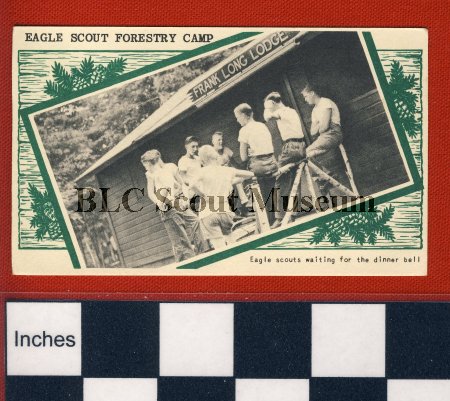 EAGLE SCOUT FORESTRY CAMP
FRANK LONG LODGE
BLC Scout Museum
Eagle scouts waiting for the dinner bell
Inches